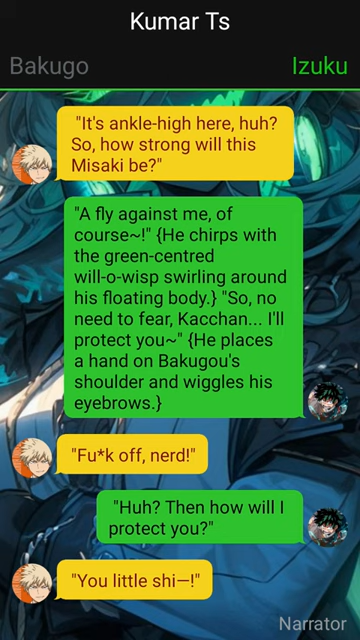 Kumar Ts
Bakugo
Izuku
"It's ankle-high here, huh?
So, how strong will this
Misaki be?"
"A fly against me, of
course~!" {He chirps with
the green-centred
will-o-wisp swirling around
his floating body.} "So, no
need to fear, Kacchan... I'll
protect you~" {He places
a hand on Bakugou's
shoulder and wiggles his
eyebrows.}
"Fu*k off, nerd!"
"Huh? Then how will I
protect you?"
"You little shi—!"
Narrator